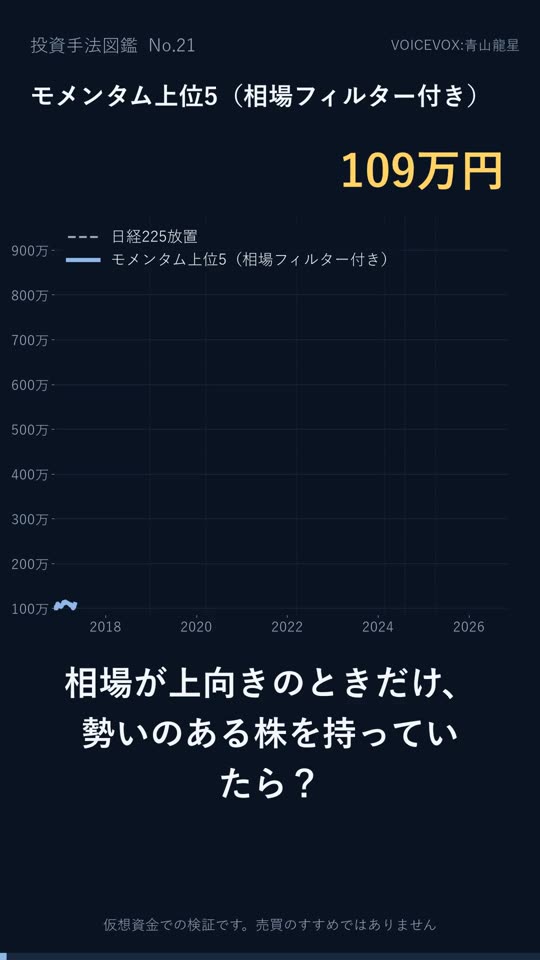 投資手法図鑑 No.21
VOICEVOX:青山龍星
モメンタム上位5（相場フィルター付き）
109万円
日経225放置
モメンタム上位5（相場フィルター付き）
900万
800万
700万
600万
500万
400万
300万
200万
100万
2018 2020 2022 2024 2026
相場が上向きのときだけ、
勢いのある株を持ってい
たら？
仮想資金での検証です。売買のすすめではありません